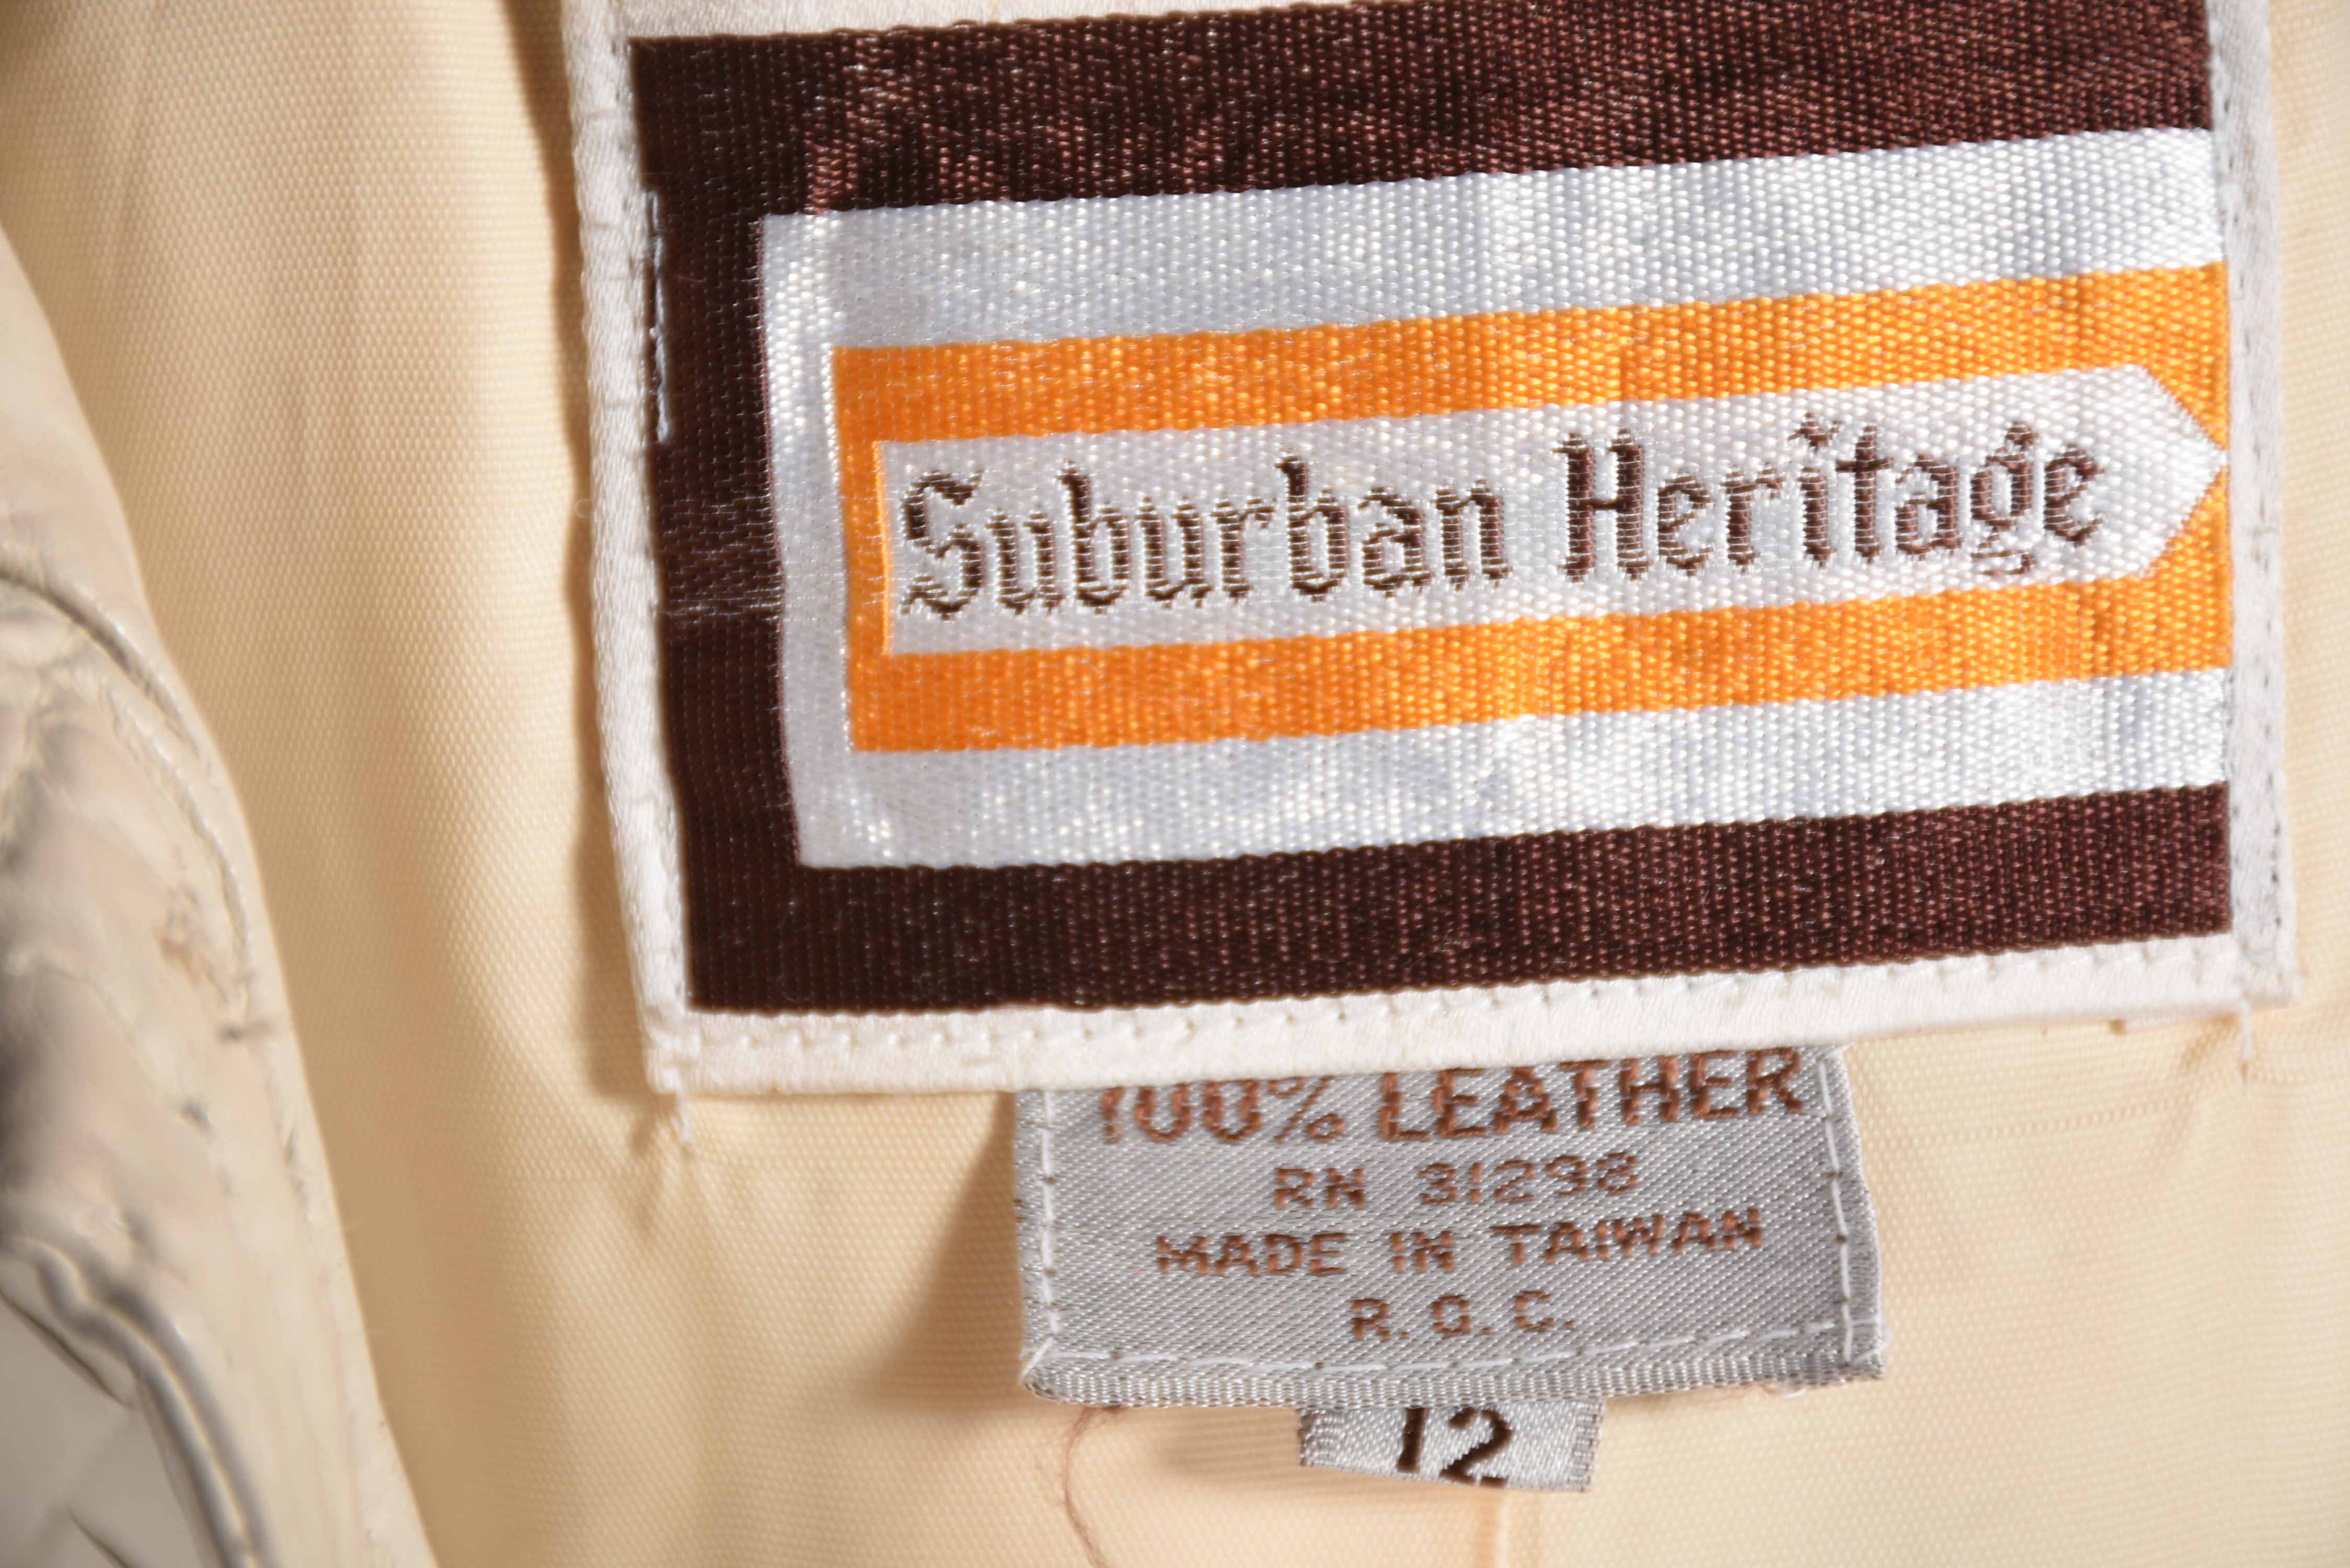 Suburban Heritage
100% LEATHER
RN 31298
MADE IN TAIWAN
R.O.C.
12